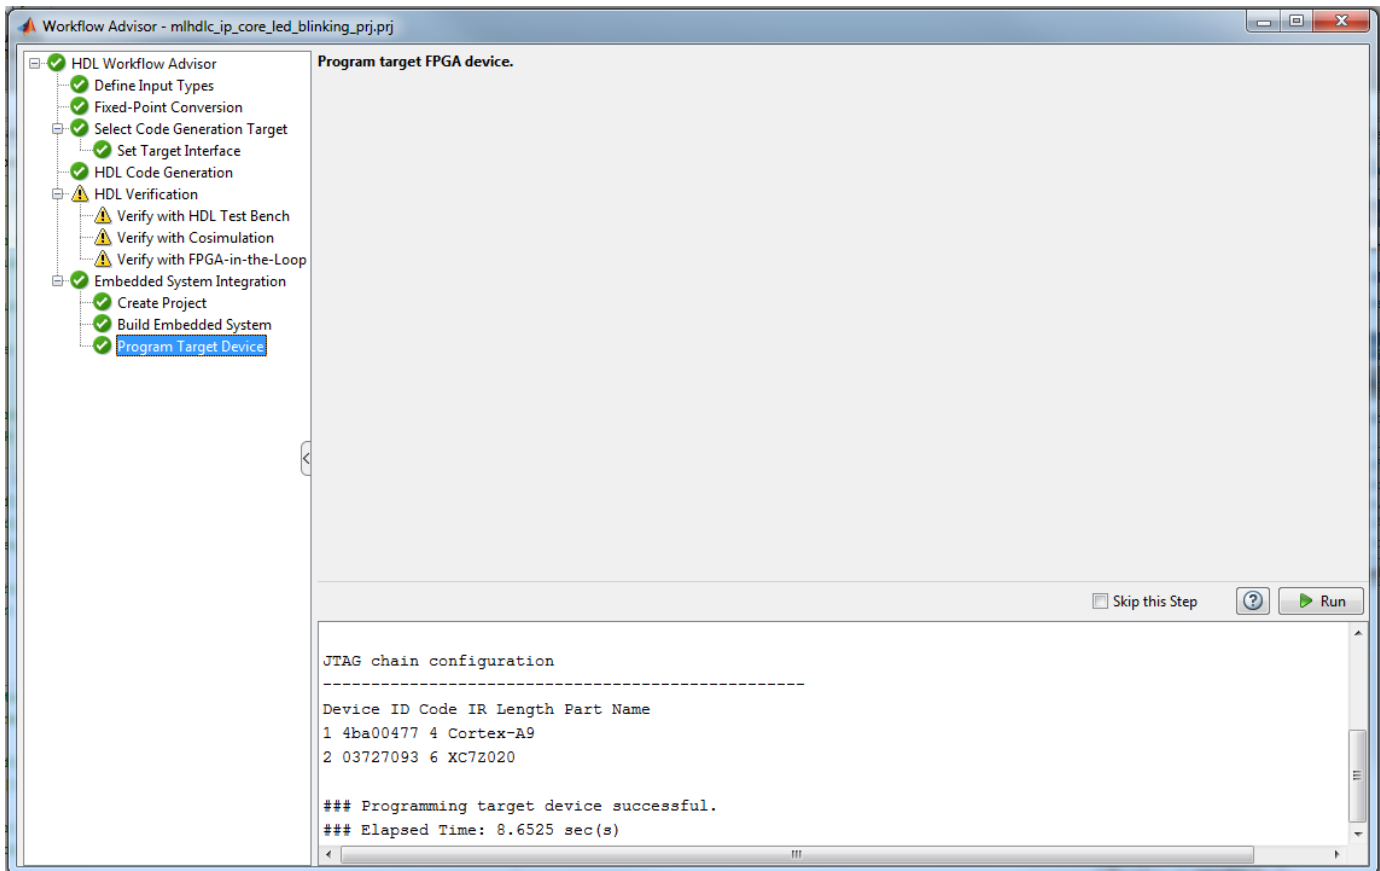 Workflow Advisor - mlhdlc_ip_core_led_blinking_prj.prj
HDL Workflow Advisor
Define Input Types
Fixed-Point Conversion
Select Code Generation Target
Set Target Interface
HDL Code Generation
HDL Verification
Verify with HDL Test Bench
Verify with Cosimulation
Verify with FPGA-in-the-Loop
Embedded System Integration
Create Project
Build Embedded System
Program Target Device
Program target FPGA device.
Skip this Step
Run
JTAG chain configuration
--------------------------------------------------
Device ID Code IR Length Part Name
1 4ba00477 4 Cortex-A9
2 03727093 6 XC7Z020
### Programming target device successful.
### Elapsed Time: 8.6525 sec(s)